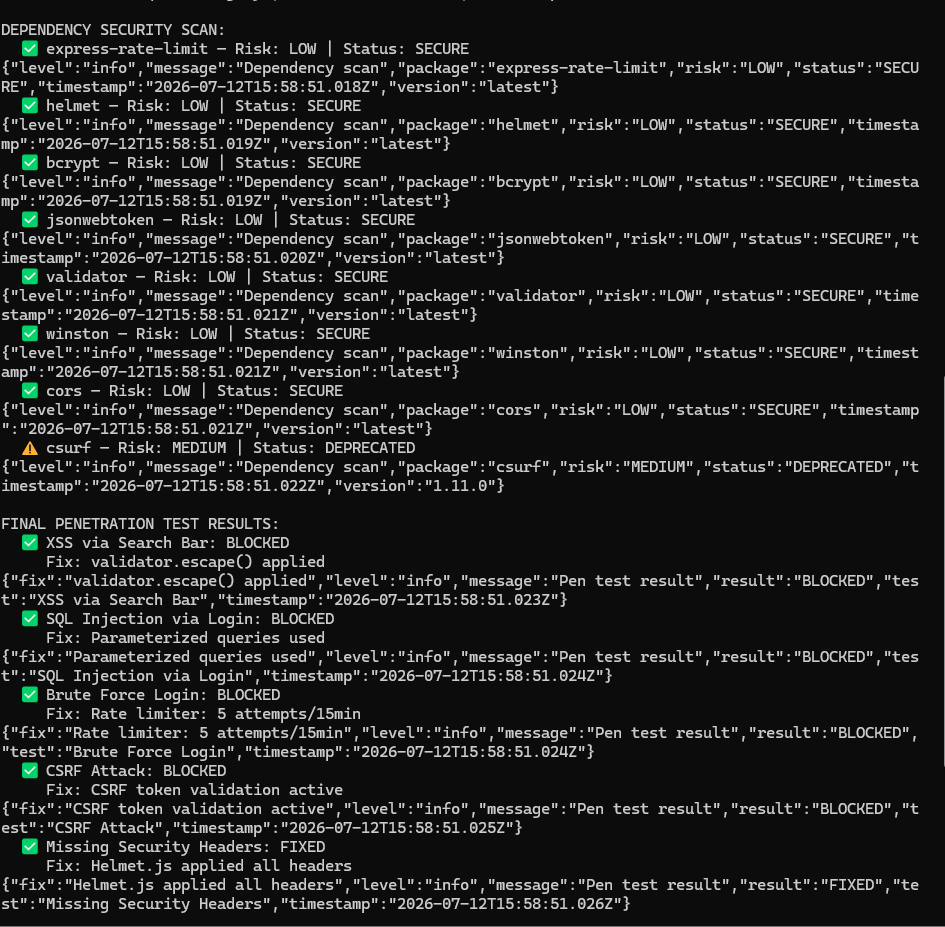 DEPENDENCY SECURITY SCAN:
✅ express-rate-limit — Risk: LOW | Status: SECURE
{"level":"info","message":"Dependency scan","package":"express-rate-limit","risk":"LOW","status":"SECU
RE","timestamp":"2026-07-12T15:58:51.018Z","version":"latest"}
✅ helmet — Risk: LOW | Status: SECURE
{"level":"info","message":"Dependency scan","package":"helmet","risk":"LOW","status":"SECURE","timesta
mp":"2026-07-12T15:58:51.019Z","version":"latest"}
✅ bcrypt — Risk: LOW | Status: SECURE
{"level":"info","message":"Dependency scan","package":"bcrypt","risk":"LOW","status":"SECURE","timesta
mp":"2026-07-12T15:58:51.019Z","version":"latest"}
✅ jsonwebtoken — Risk: LOW | Status: SECURE
{"level":"info","message":"Dependency scan","package":"jsonwebtoken","risk":"LOW","status":"SECURE","t
imestamp":"2026-07-12T15:58:51.020Z","version":"latest"}
✅ validator — Risk: LOW | Status: SECURE
{"level":"info","message":"Dependency scan","package":"validator","risk":"LOW","status":"SECURE","time
stamp":"2026-07-12T15:58:51.021Z","version":"latest"}
✅ winston — Risk: LOW | Status: SECURE
{"level":"info","message":"Dependency scan","package":"winston","risk":"LOW","status":"SECURE","timest
amp":"2026-07-12T15:58:51.021Z","version":"latest"}
✅ cors — Risk: LOW | Status: SECURE
{"level":"info","message":"Dependency scan","package":"cors","risk":"LOW","status":"SECURE","timestamp
":"2026-07-12T15:58:51.021Z","version":"latest"}
⚠️ csurf — Risk: MEDIUM | Status: DEPRECATED
{"level":"info","message":"Dependency scan","package":"csurf","risk":"MEDIUM","status":"DEPRECATED","t
imestamp":"2026-07-12T15:58:51.022Z","version":"1.11.0"}
FINAL PENETRATION TEST RESULTS:
✅ XSS via Search Bar: BLOCKED
Fix: validator.escape() applied
{"fix":"validator.escape() applied","level":"info","message":"Pen test result","result":"BLOCKED","tes
t":"XSS via Search Bar","timestamp":"2026-07-12T15:58:51.023Z"}
✅ SQL Injection via Login: BLOCKED
Fix: Parameterized queries used
{"fix":"Parameterized queries used","level":"info","message":"Pen test result","result":"BLOCKED","tes
t":"SQL Injection via Login","timestamp":"2026-07-12T15:58:51.024Z"}
✅ Brute Force Login: BLOCKED
Fix: Rate limiter: 5 attempts/15min
{"fix":"Rate limiter: 5 attempts/15min","level":"info","message":"Pen test result","result":"BLOCKED",
"test":"Brute Force Login","timestamp":"2026-07-12T15:58:51.024Z"}
✅ CSRF Attack: BLOCKED
Fix: CSRF token validation active
{"fix":"CSRF token validation active","level":"info","message":"Pen test result","result":"BLOCKED","t
est":"CSRF Attack","timestamp":"2026-07-12T15:58:51.025Z"}
✅ Missing Security Headers: FIXED
Fix: Helmet.js applied all headers
{"fix":"Helmet.js applied all headers","level":"info","message":"Pen test result","result":"FIXED","te
st":"Missing Security Headers","timestamp":"2026-07-12T15:58:51.026Z"}